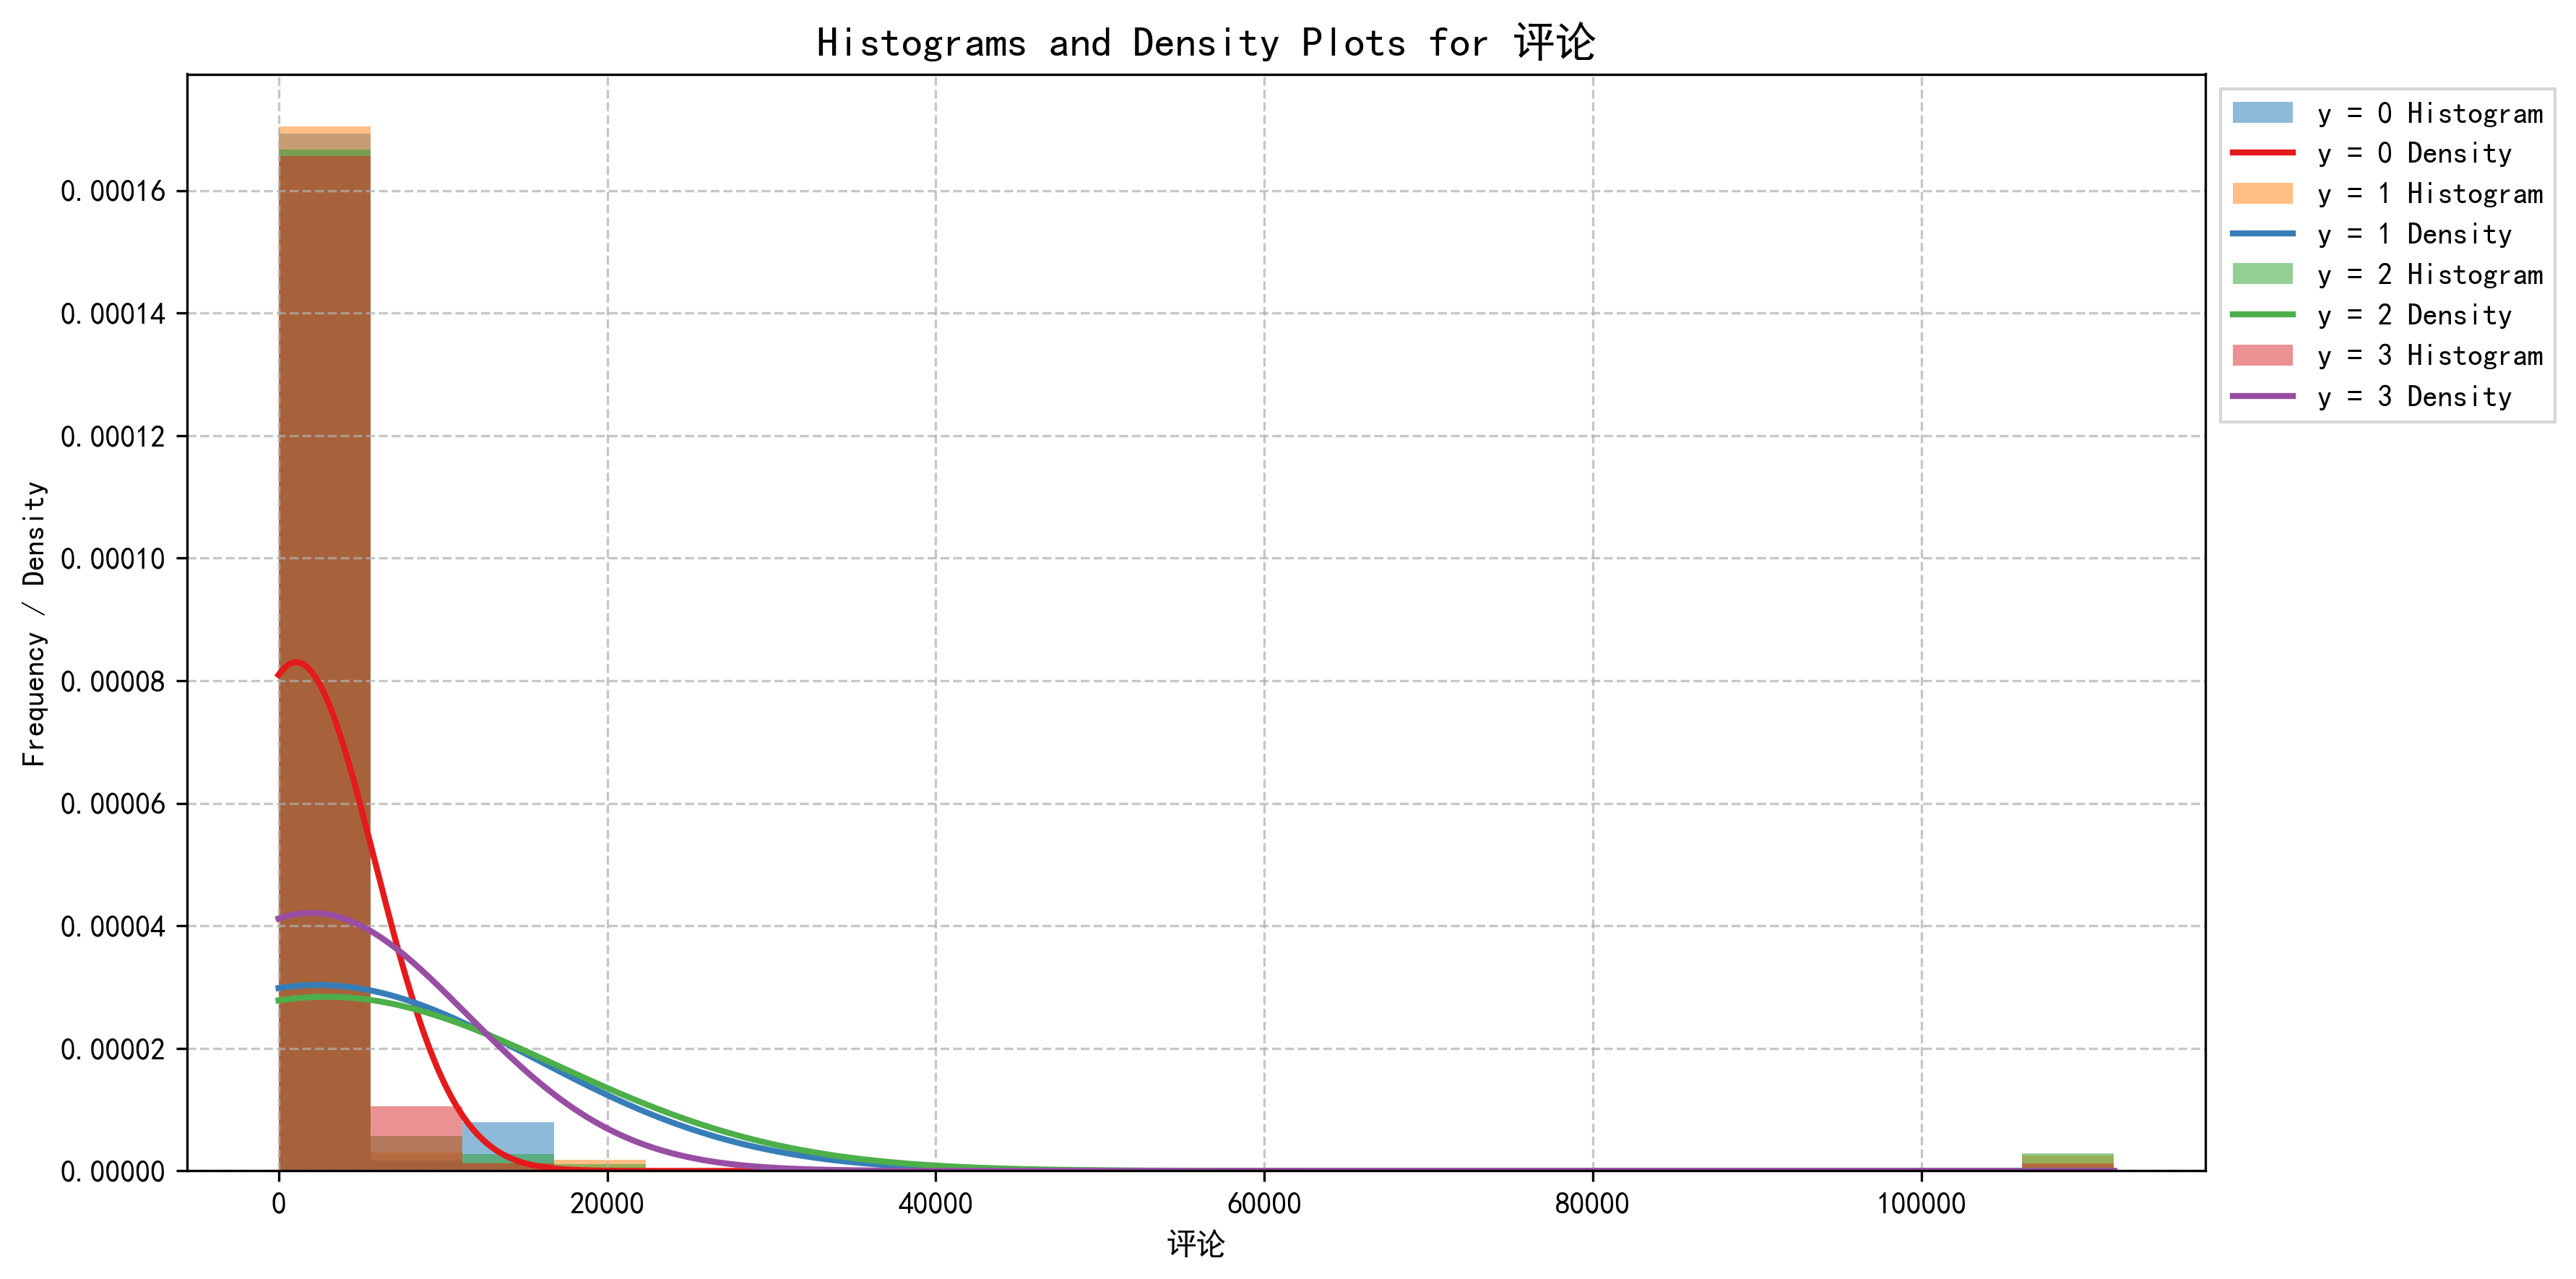 Histograms and Density Plots for 评论
y = 0 Histogram
y = 0 Density
y = 1 Histogram
y = 1 Density
y = 2 Histogram
y = 2 Density
y = 3 Histogram
y = 3 Density
Frequency / Density
0.00016
0.00014
0.00012
0.00010
0.00008
0.00006
0.00004
0.00002
0.00000
0
20000
40000
60000
80000
100000
评论